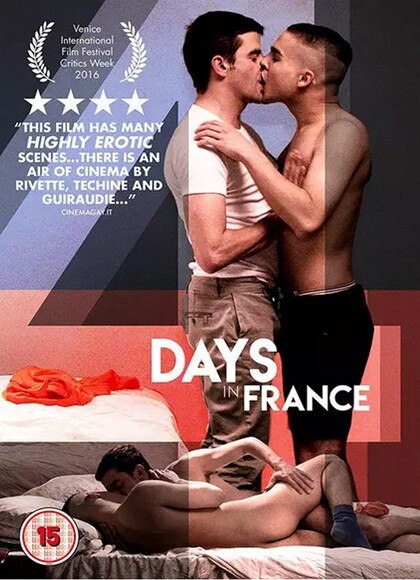 Venice
International
Film Festival
Critics Week
2016
“THIS FILM HAS MANY
HIGHLY EROTIC
SCENES...THERE IS AN
AIR OF CINEMA BY
RIVETTE, TECHINE AND
GUIRAUDIE...”
CINEMAGAY.IT
4
DAYS
IN FRANCE
15